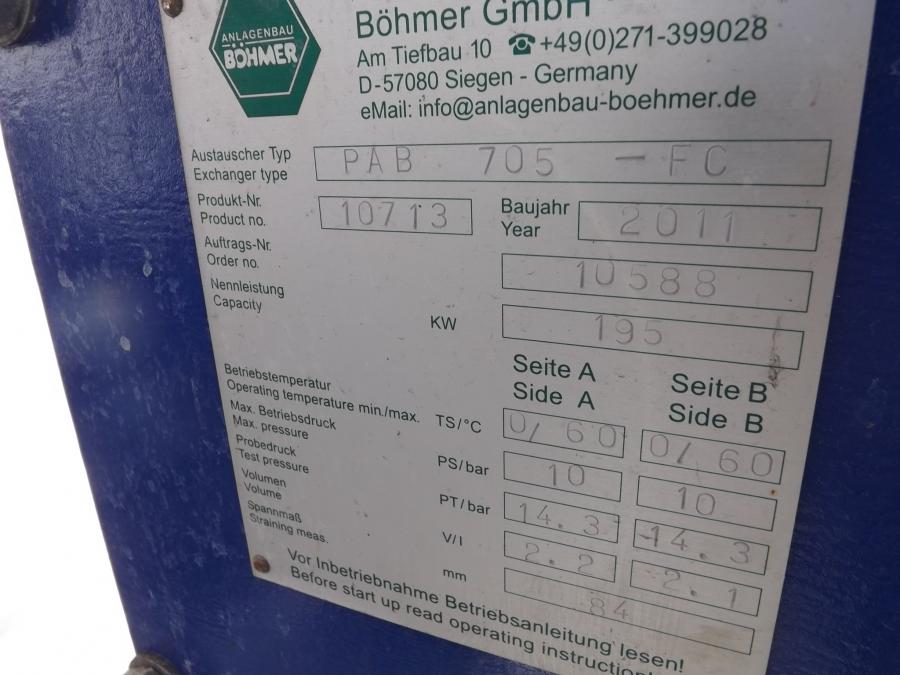 ANLAGENBAU
BÖHMER
Böhmer GmbH
Am Tiefbau 10 ☎+49(0)271-399028
D-57080 Siegen - Germany
eMail: info@anlagenbau-boehmer.de
Austauscher Typ
Exchanger type
PAB 705 - FC
Produkt-Nr.
Product no.
10713
Baujahr
Year
2011
Auftrags-Nr.
Order no.
10588
Nennleistung
Capacity
KW
195
Seite A
Side A
Seite B
Side B
Betriebstemperatur
Operating temperature min./max.
TS/°C
0/ 60
0/ 60
Max. Betriebsdruck
Max. pressure
PS/bar
10
10
Probedruck
Test pressure
PT/bar
14.3
14.3
Volumen
Volume
V/l
2.2
2.1
Spannmaß
Straining meas.
mm
84
Vor Inbetriebnahme Betriebsanleitung lesen!
Before start up read operating instruction!